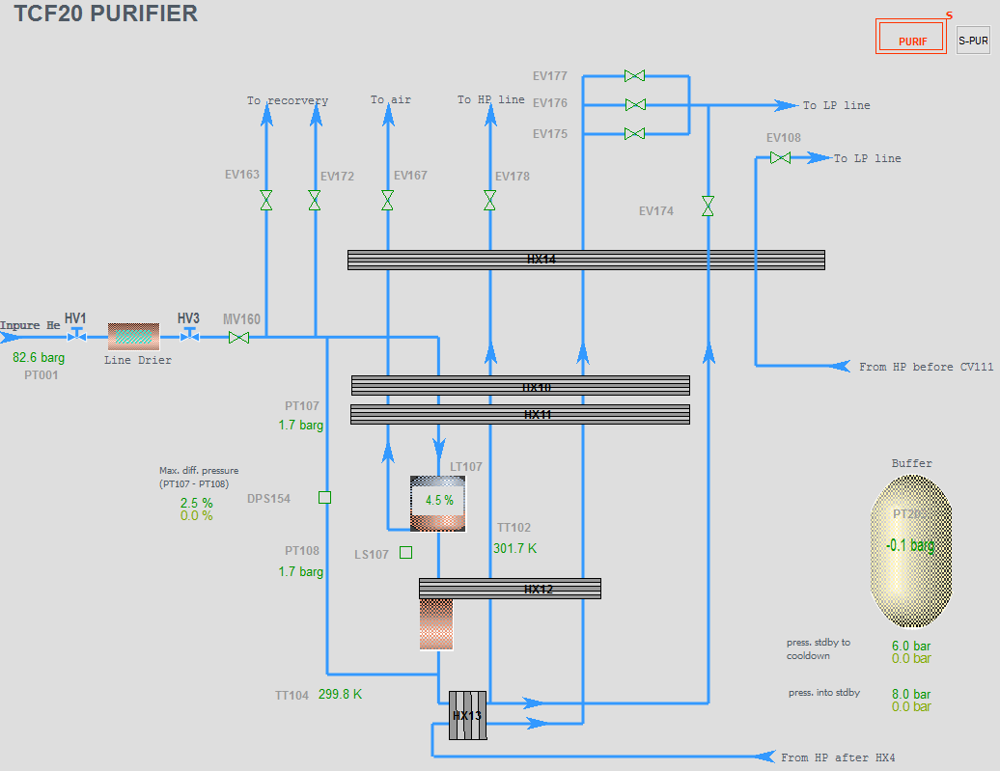 TCF20 PURIFIER
S
PURIF
S-PUR
EV177
To recorvery
To air
To HP line
EV176
To LP line
EV175
EV108
To LP line
EV163
EV172
EV167
EV178
EV174
HX14
Inpure He
HV1
HV3
MV160
82.6 barg
PT001
Line Drier
From HP before CV111
HX10
PT107
HX11
1.7 barg
Max. diff. pressure
(PT107 - PT108)
2.5 %
0.0 %
DPS154
LT107
4.5 %
Buffer
PT203
-0.1 barg
TT102
301.7 K
PT108
LS107
1.7 barg
HX12
press. stdby to
cooldown
6.0 bar
0.0 bar
TT104
299.8 K
press. into stdby
8.0 bar
0.0 bar
HX13
From HP after HX4